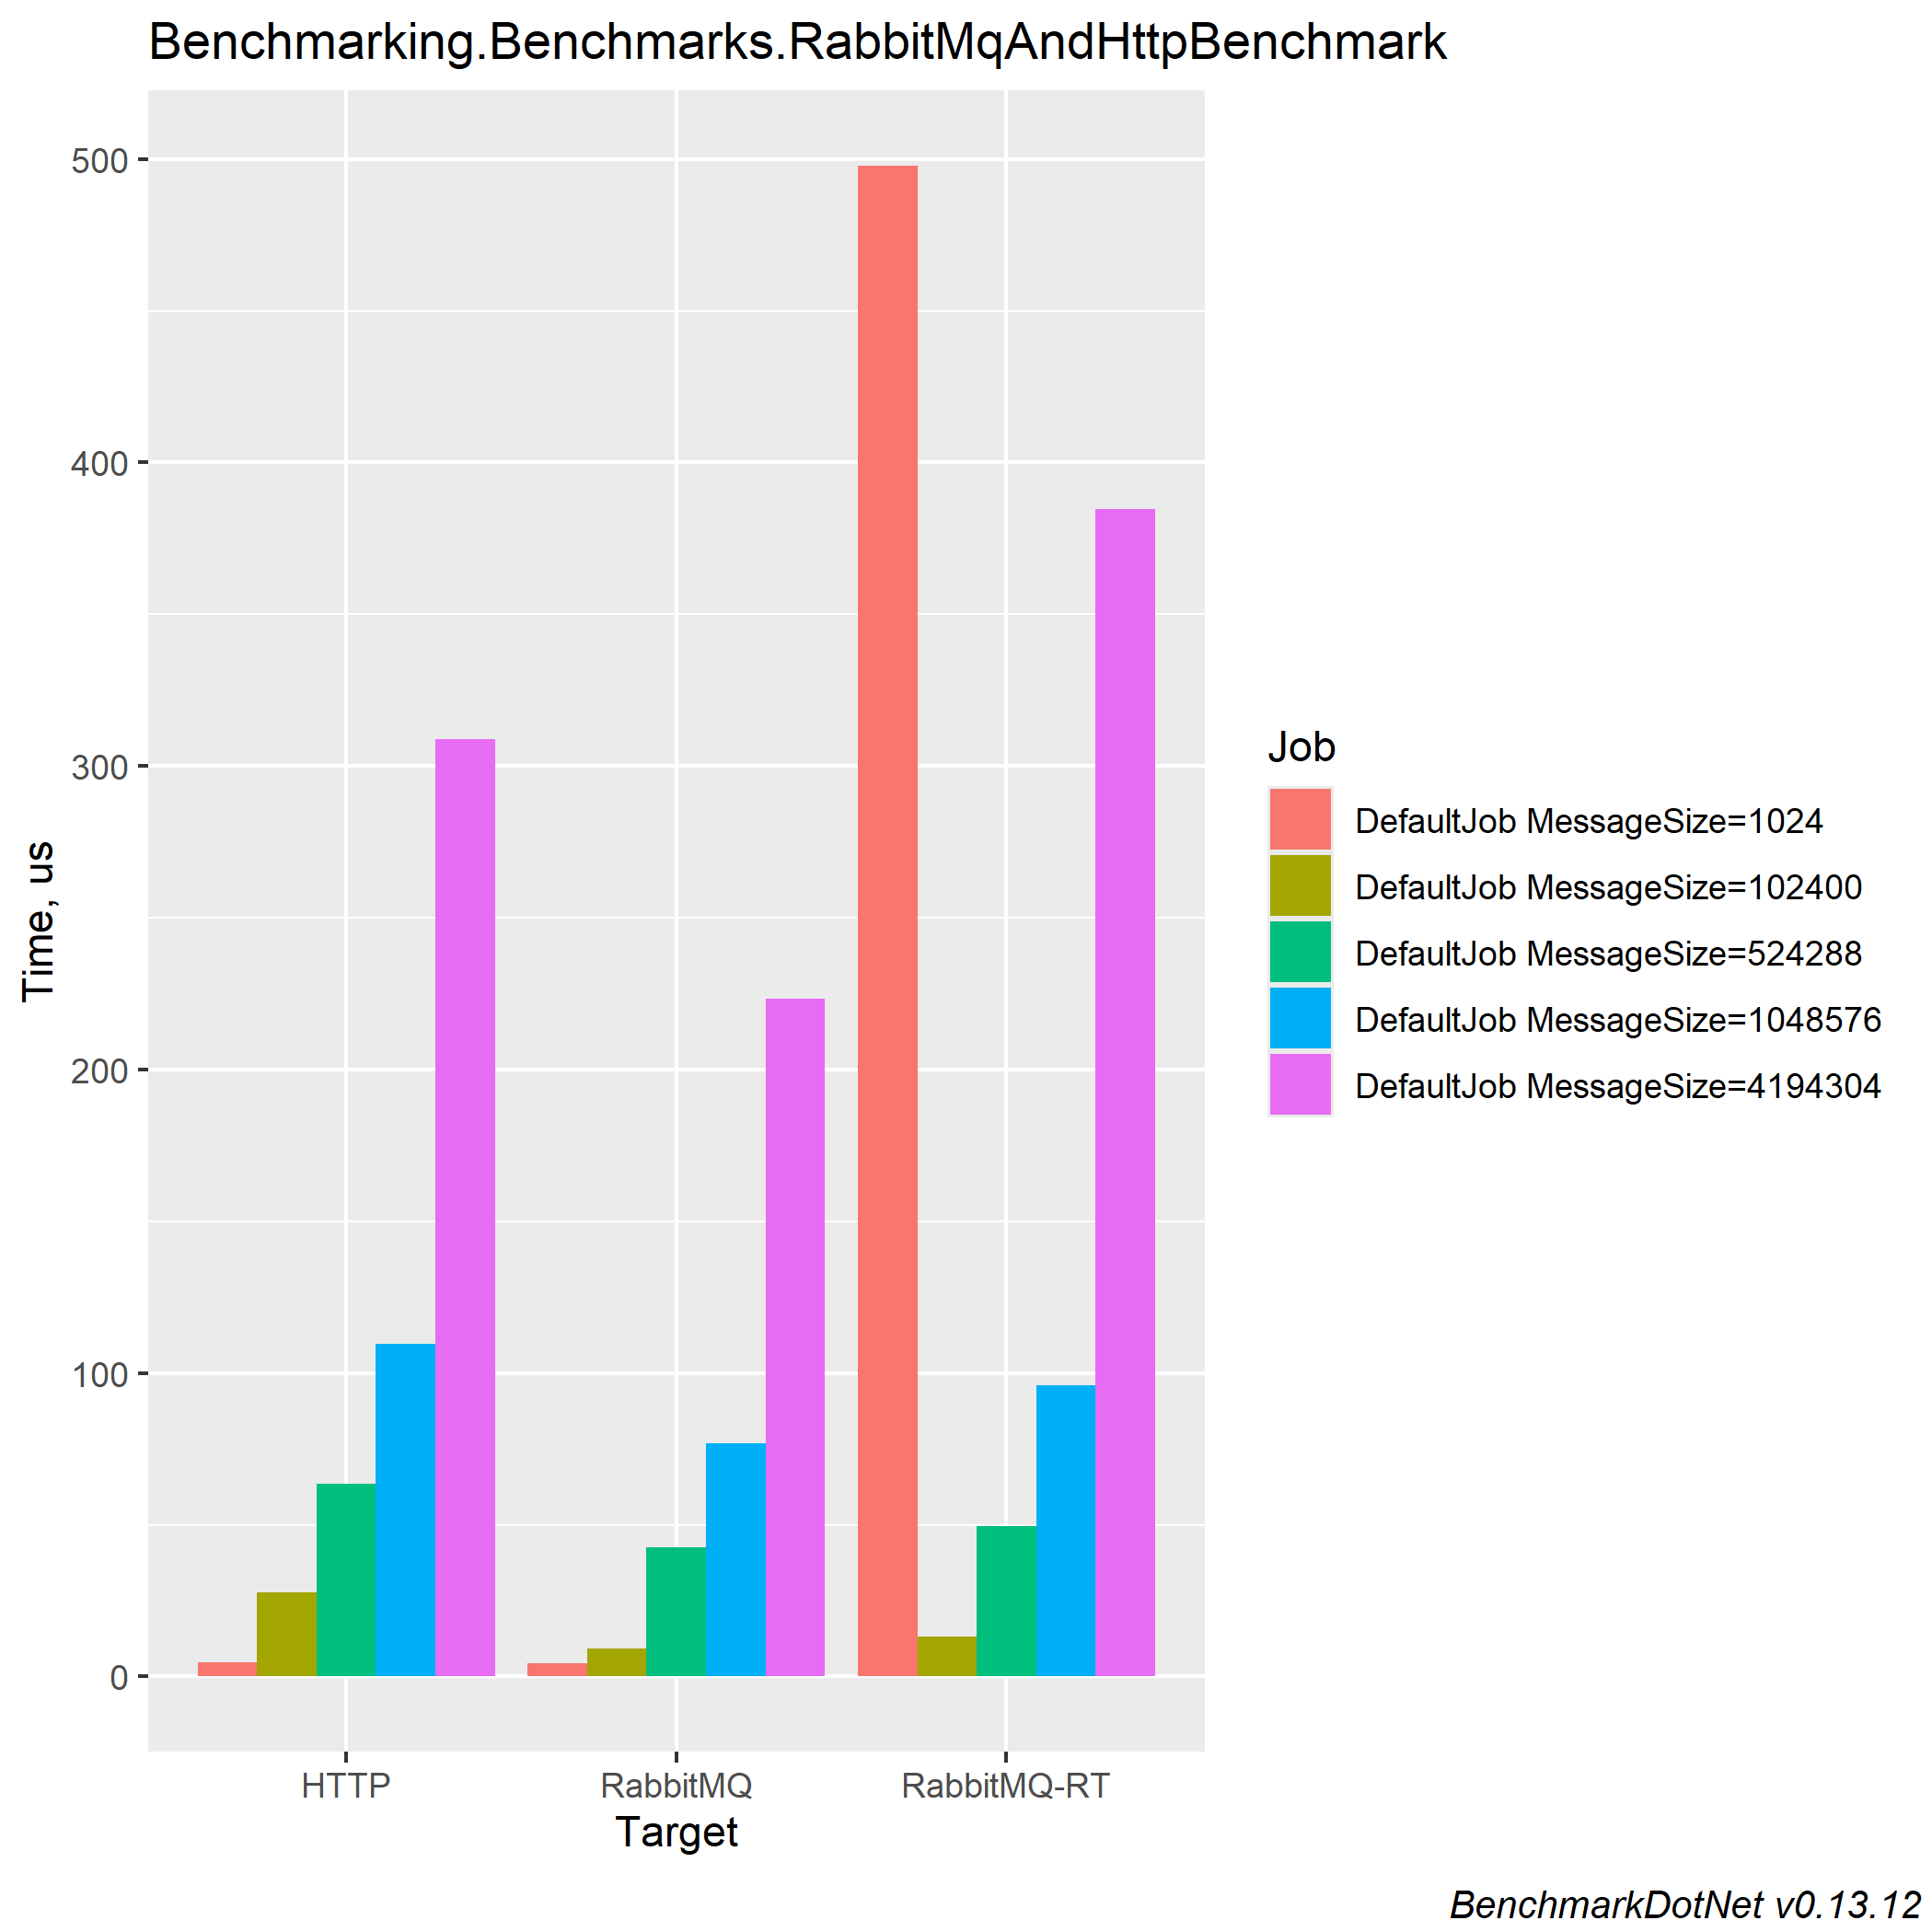 Benchmarking.Benchmarks.RabbitMqAndHttpBenchmark
500
400
300
200
100
0
Time, us
HTTP
RabbitMQ
RabbitMQ-RT
Target
Job
DefaultJob MessageSize=1024
DefaultJob MessageSize=102400
DefaultJob MessageSize=524288
DefaultJob MessageSize=1048576
DefaultJob MessageSize=4194304
BenchmarkDotNet v0.13.12